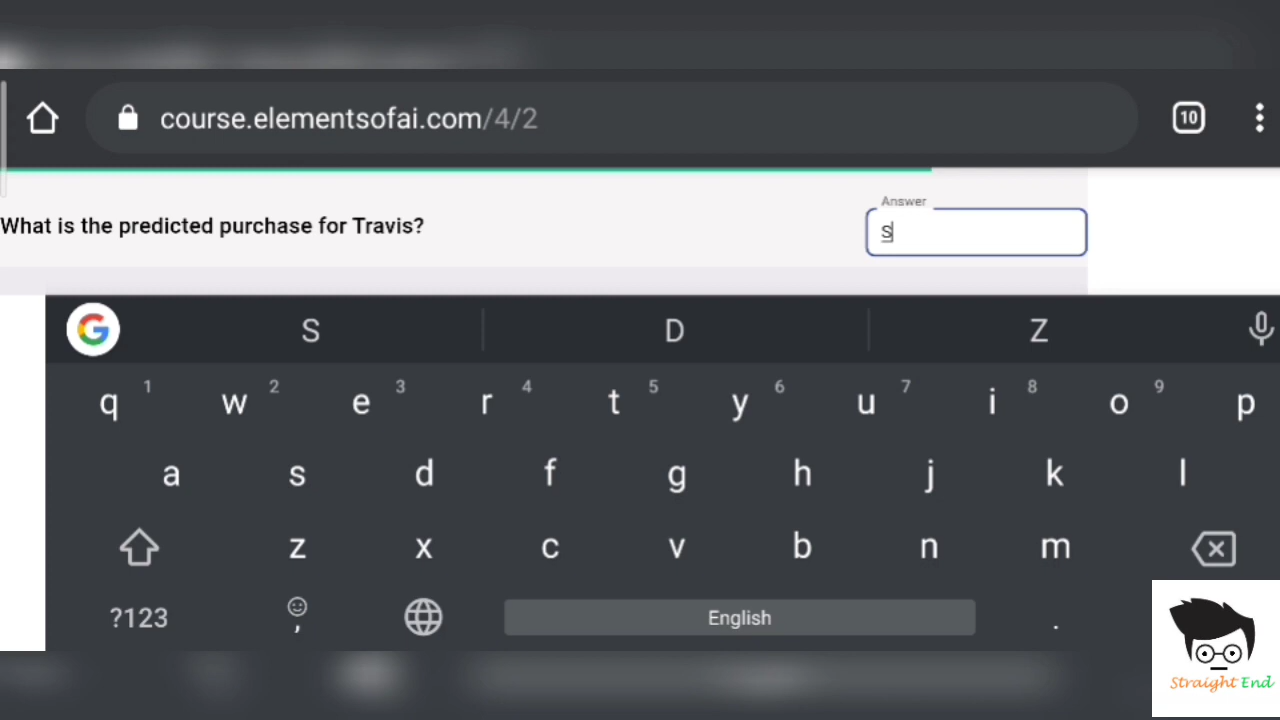 course.elementsofai.com/4/2
10
Answer
What is the predicted purchase for Travis?
S
S D Z
q 1 w 2 e 3 r 4 t 5 y 6 u 7 i 8 o 9 p
a s d f g h j k l
z x c v b n m
?123 , English .
Straight End